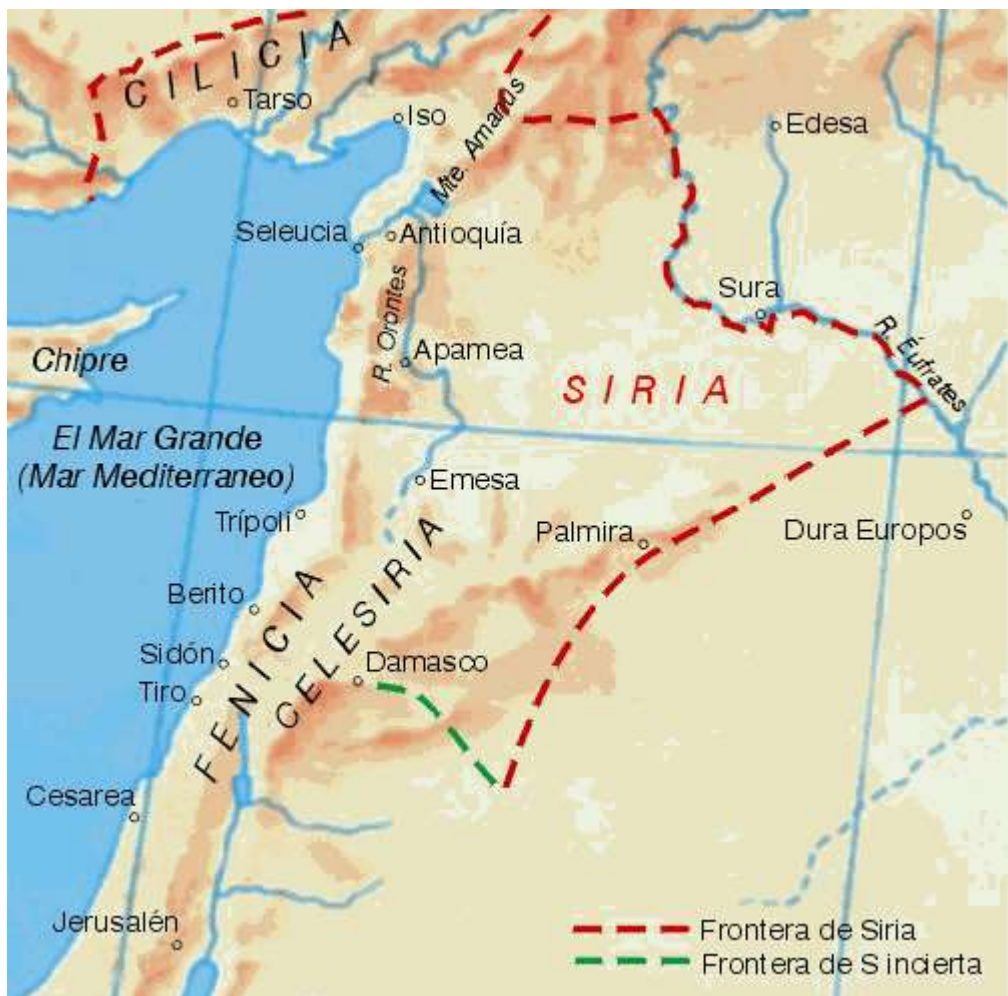 CILICIA
Tarso
Iso
Mte. Amanus
Edesa
Seleucia
Antioquía
R. Orontes
Sura
R. Éufrates
Chipre
Apamea
SIRIA
El Mar Grande
(Mar Mediterraneo)
Emesa
Trípoli
Palmira
Dura Europos
Berito
FENICIA
CELESIRIA
Sidón
Damasco
Tiro
Cesarea
Jerusalén
Frontera de Siria
Frontera de S incierta